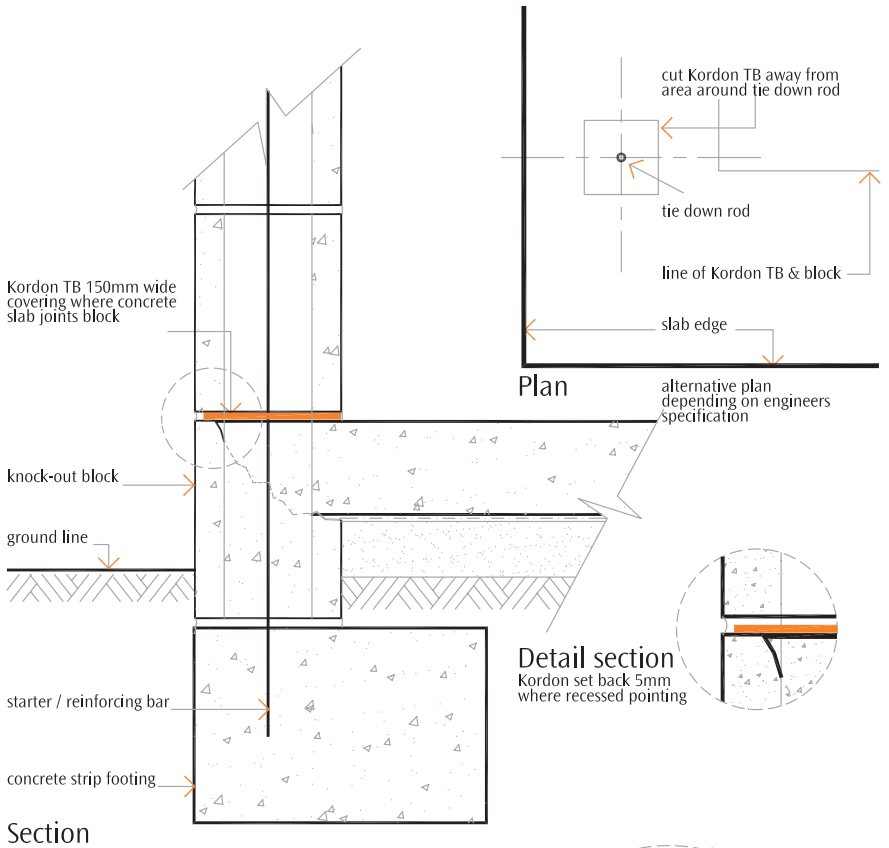 cut Kordon TB away from
area around tie down rod
tie down rod
line of Kordon TB & block
slab edge
Plan
alternative plan
depending on engineers
specification
Kordon TB 150mm wide
covering where concrete
slab joints block
knock-out block
ground line
starter / reinforcing bar
concrete strip footing
Section
Detail section
Kordon set back 5mm
where recessed pointing